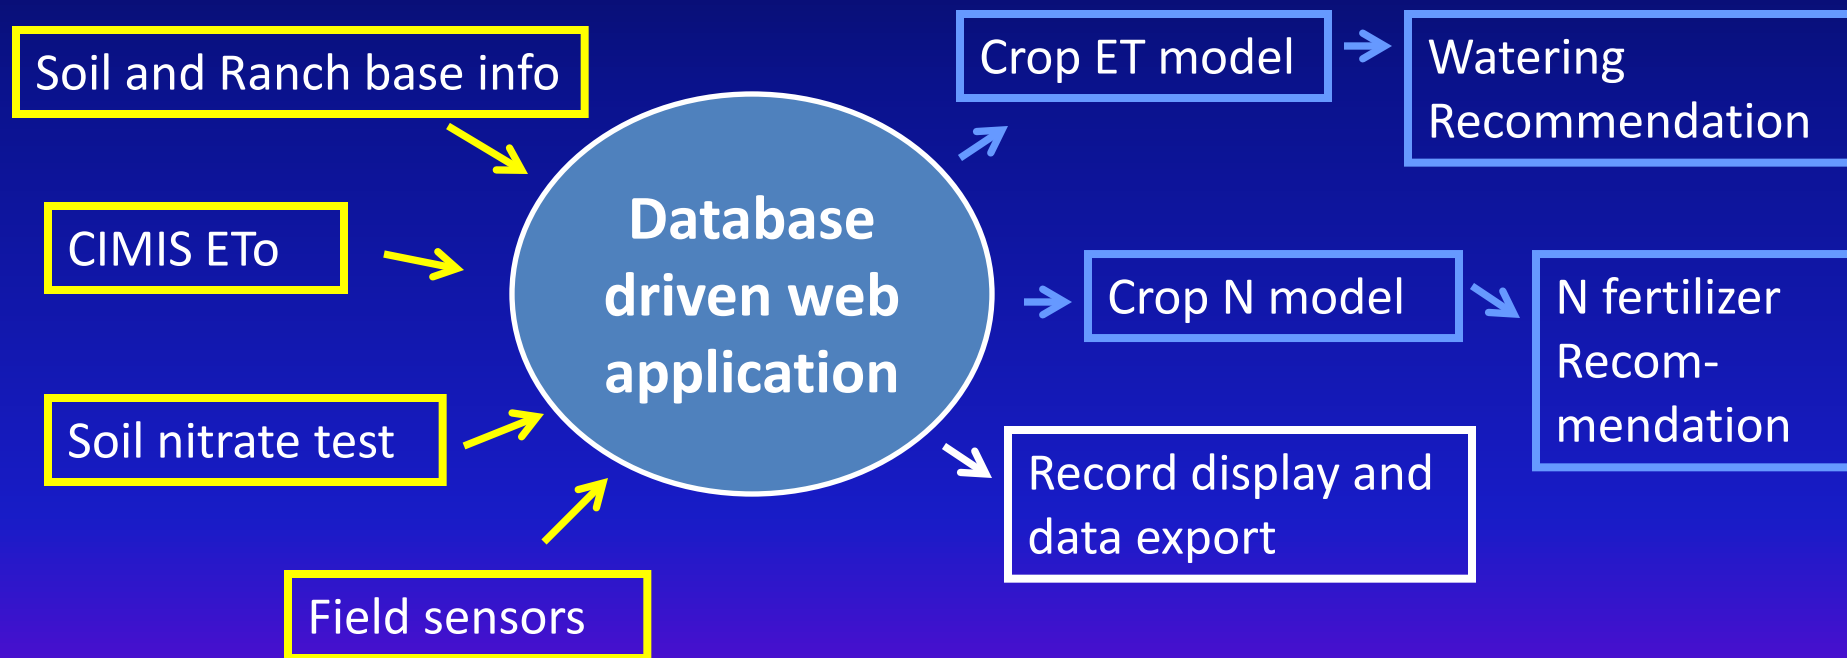 Soil and Ranch base info
CIMIS ETo
Soil nitrate test
Field sensors
Database
driven web
application
Crop ET model
Watering
Recommendation
Crop N model
N fertilizer
Recom-
mendation
Record display and
data export